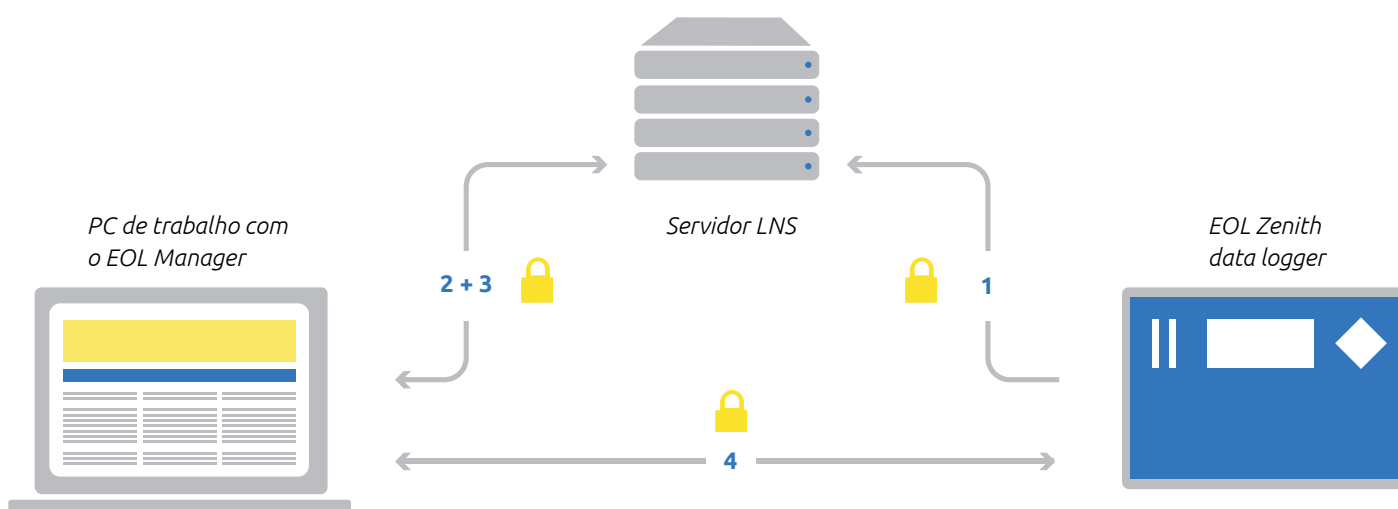 Servidor LNS
PC de trabalho com
o EOL Manager
EOL Zenith
data logger
2 + 3
1
4